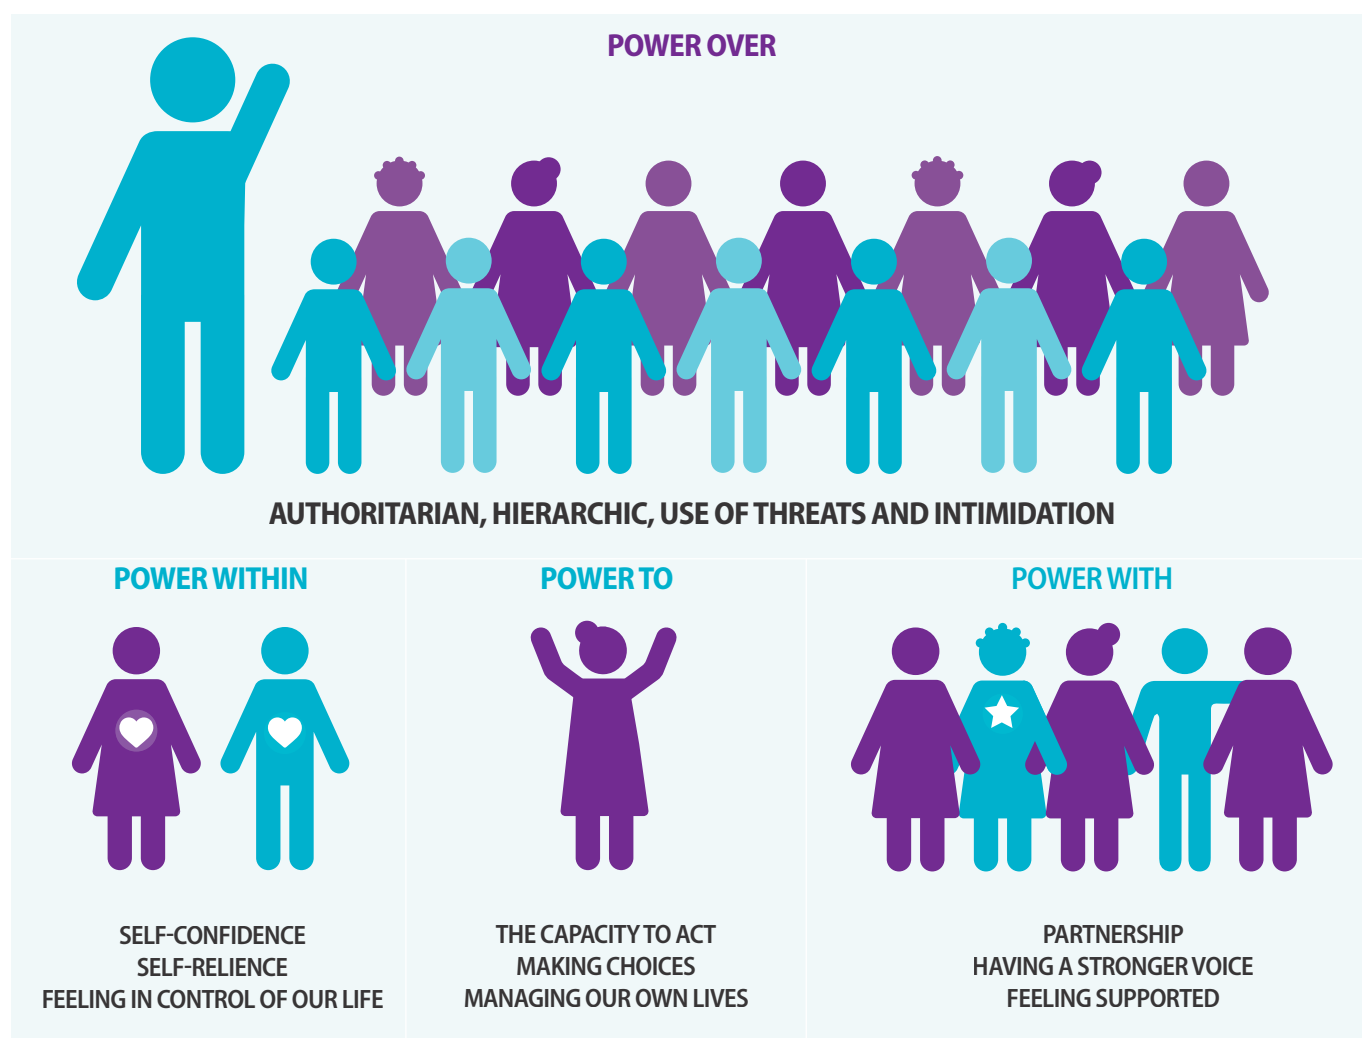 POWER OVER
AUTHORITARIAN, HIERARCHIC, USE OF THREATS AND INTIMIDATION
POWER WITHIN
SELF-CONFIDENCE
SELF-RELIENCE
FEELING IN CONTROL OF OUR LIFE
POWER TO
THE CAPACITY TO ACT
MAKING CHOICES
MANAGING OUR OWN LIVES
POWER WITH
PARTNERSHIP
HAVING A STRONGER VOICE
FEELING SUPPORTED